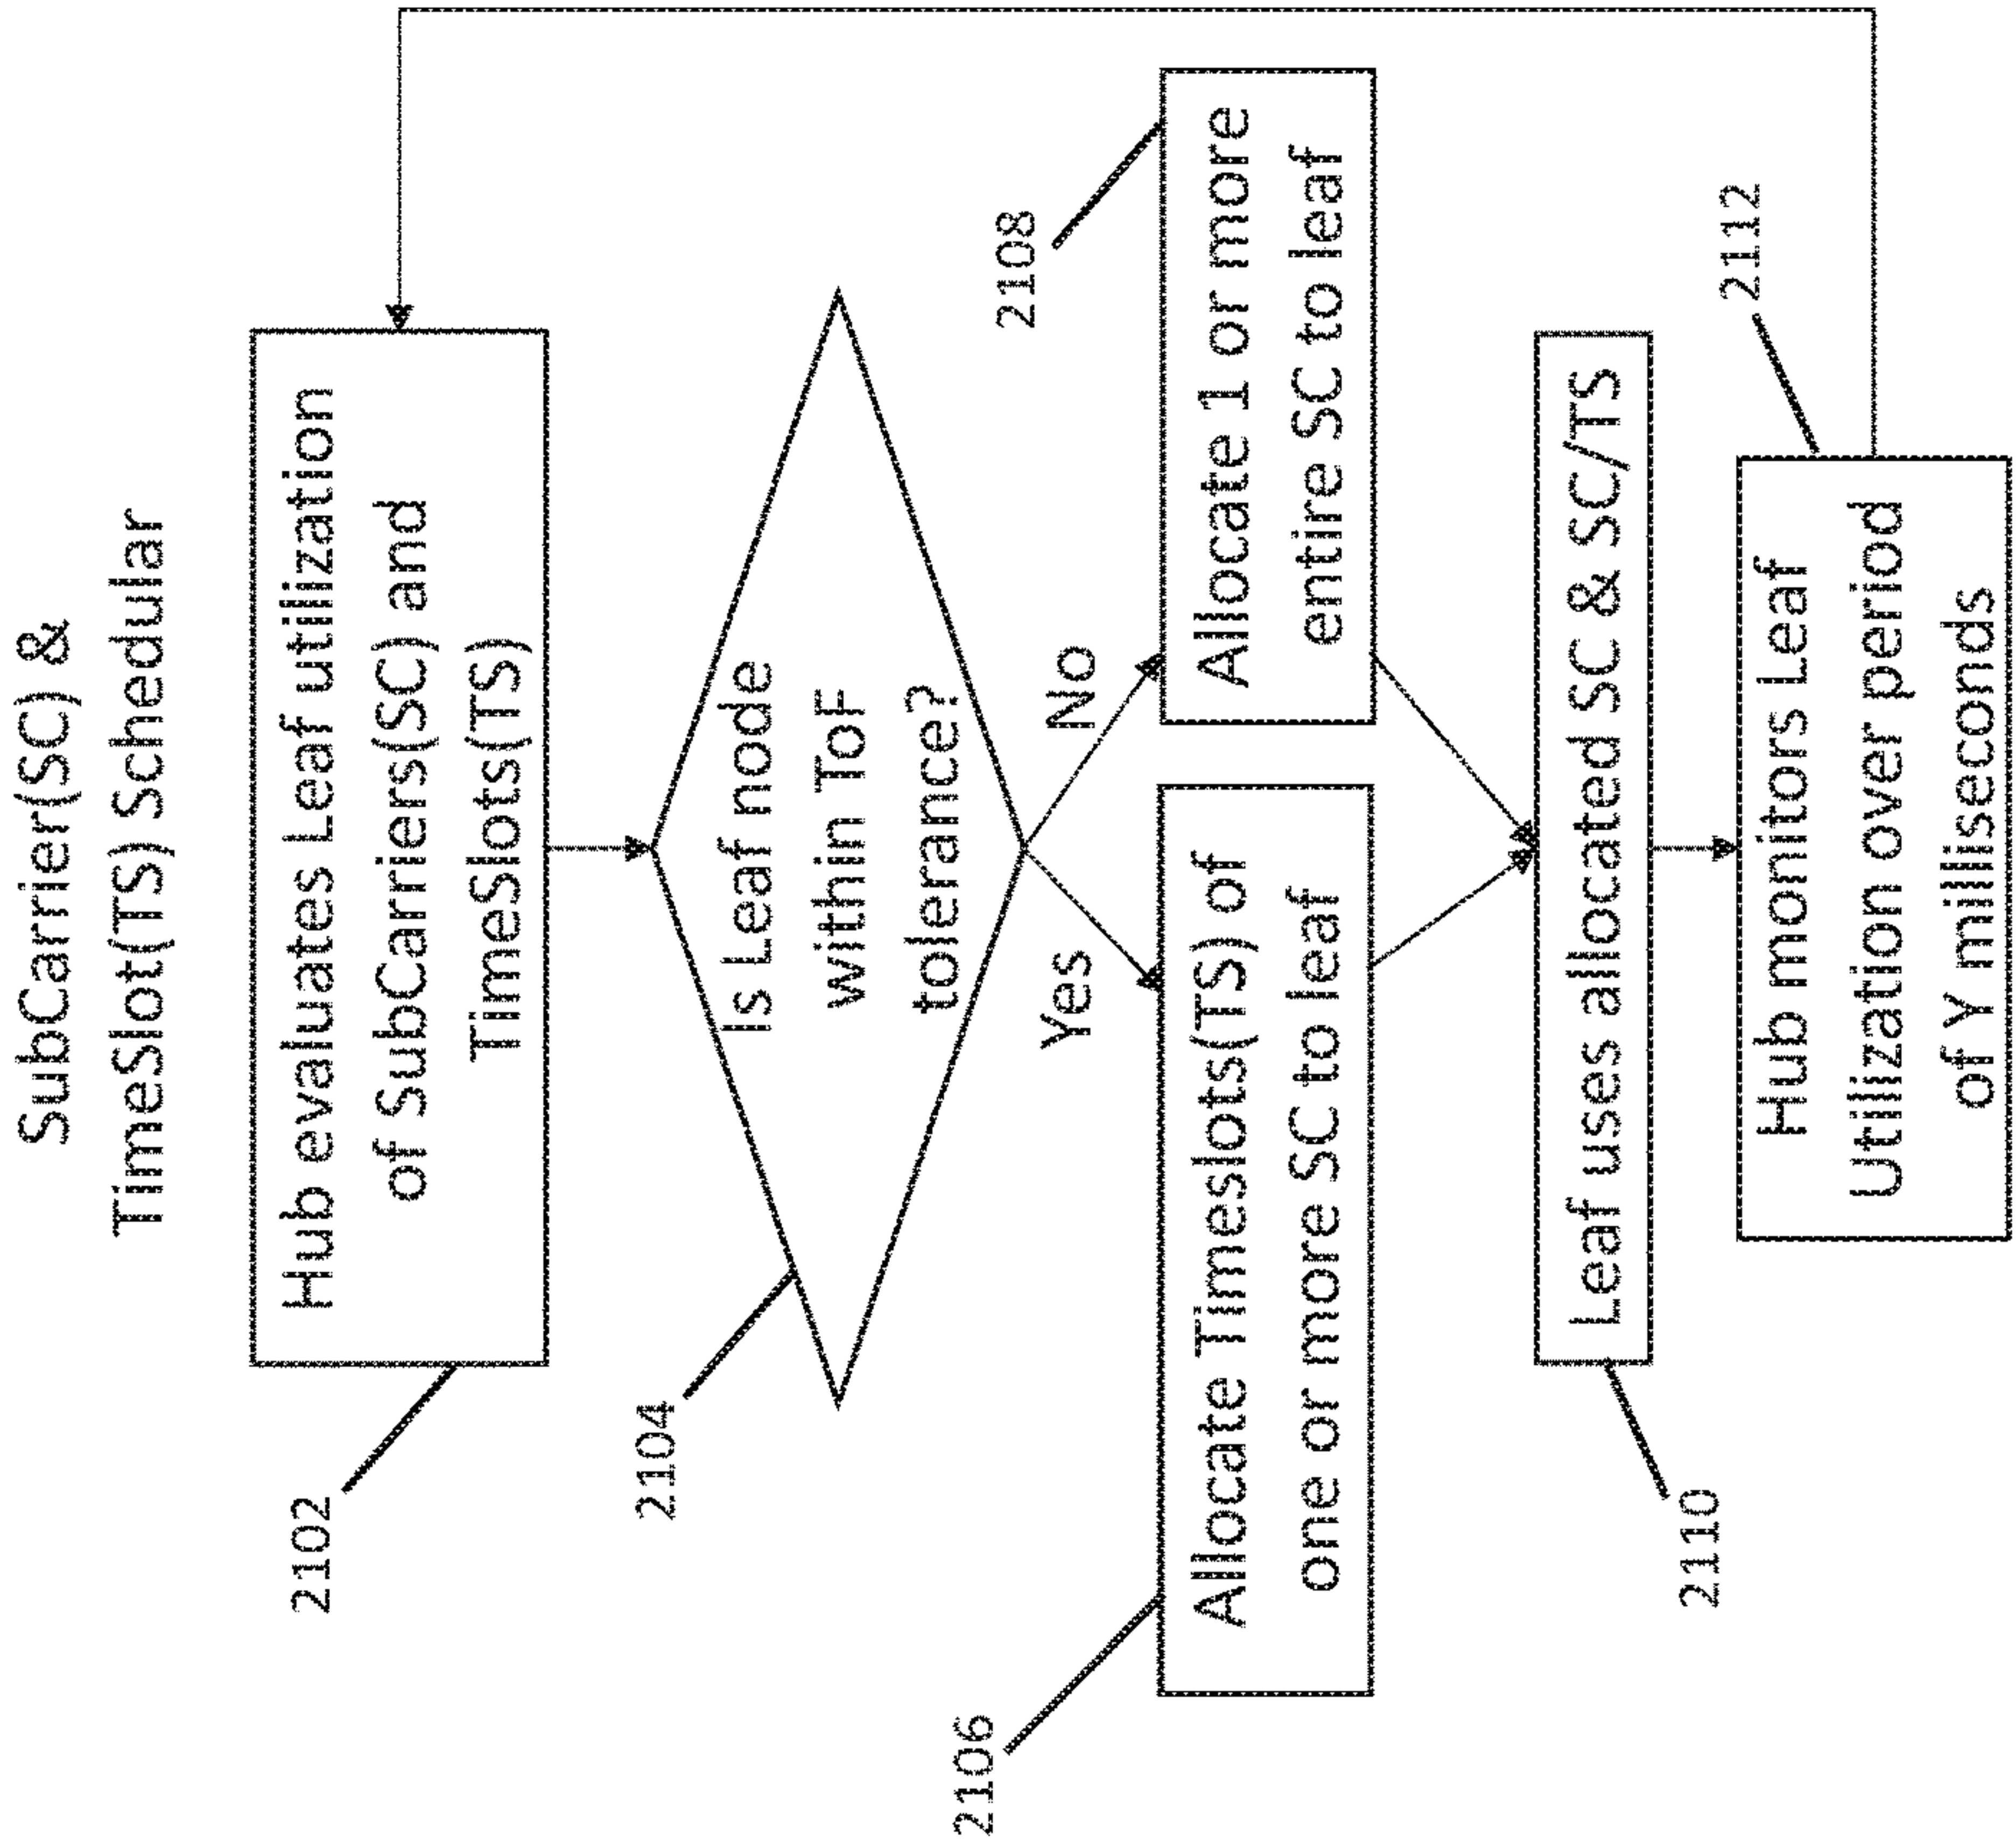 SubCarrier(SC) &
TimeSlot(TS) Schedular
2102
Hub evaluates Leaf utilization
of SubCarriers(SC) and
TimeSlots(TS)
2104
Is Leaf node
within ToF
tolerance?
Yes
No
2106
Allocate Timeslots(TS) of
one or more SC to leaf
2108
Allocate 1 or more
entire SC to leaf
2110
Leaf uses allocated SC & SC/TS
2112
Hub monitors Leaf
Utilization over period
of Y milliseconds